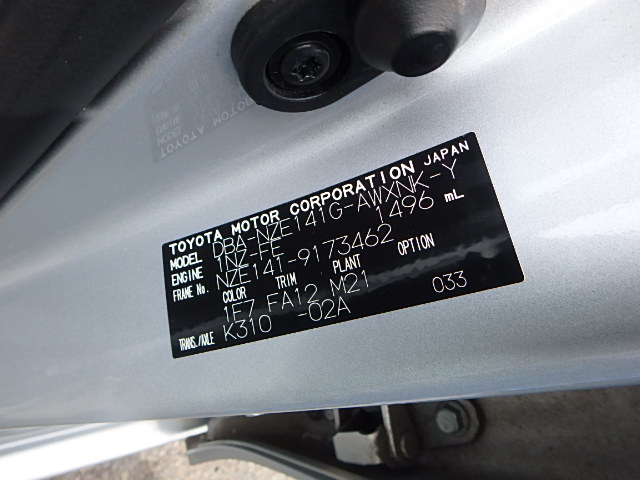 TOYOTA MOTOR CORPORATION JAPAN
MODEL DBA-NZE141G-AWXNK-Y
ENGINE 1NZ-FE 1496 mL
FRAME No. NZE141-9173462
COLOR TRIM PLANT OPTION
1E7 FA12 M21
TRANS./AXLE K310 -02A 033